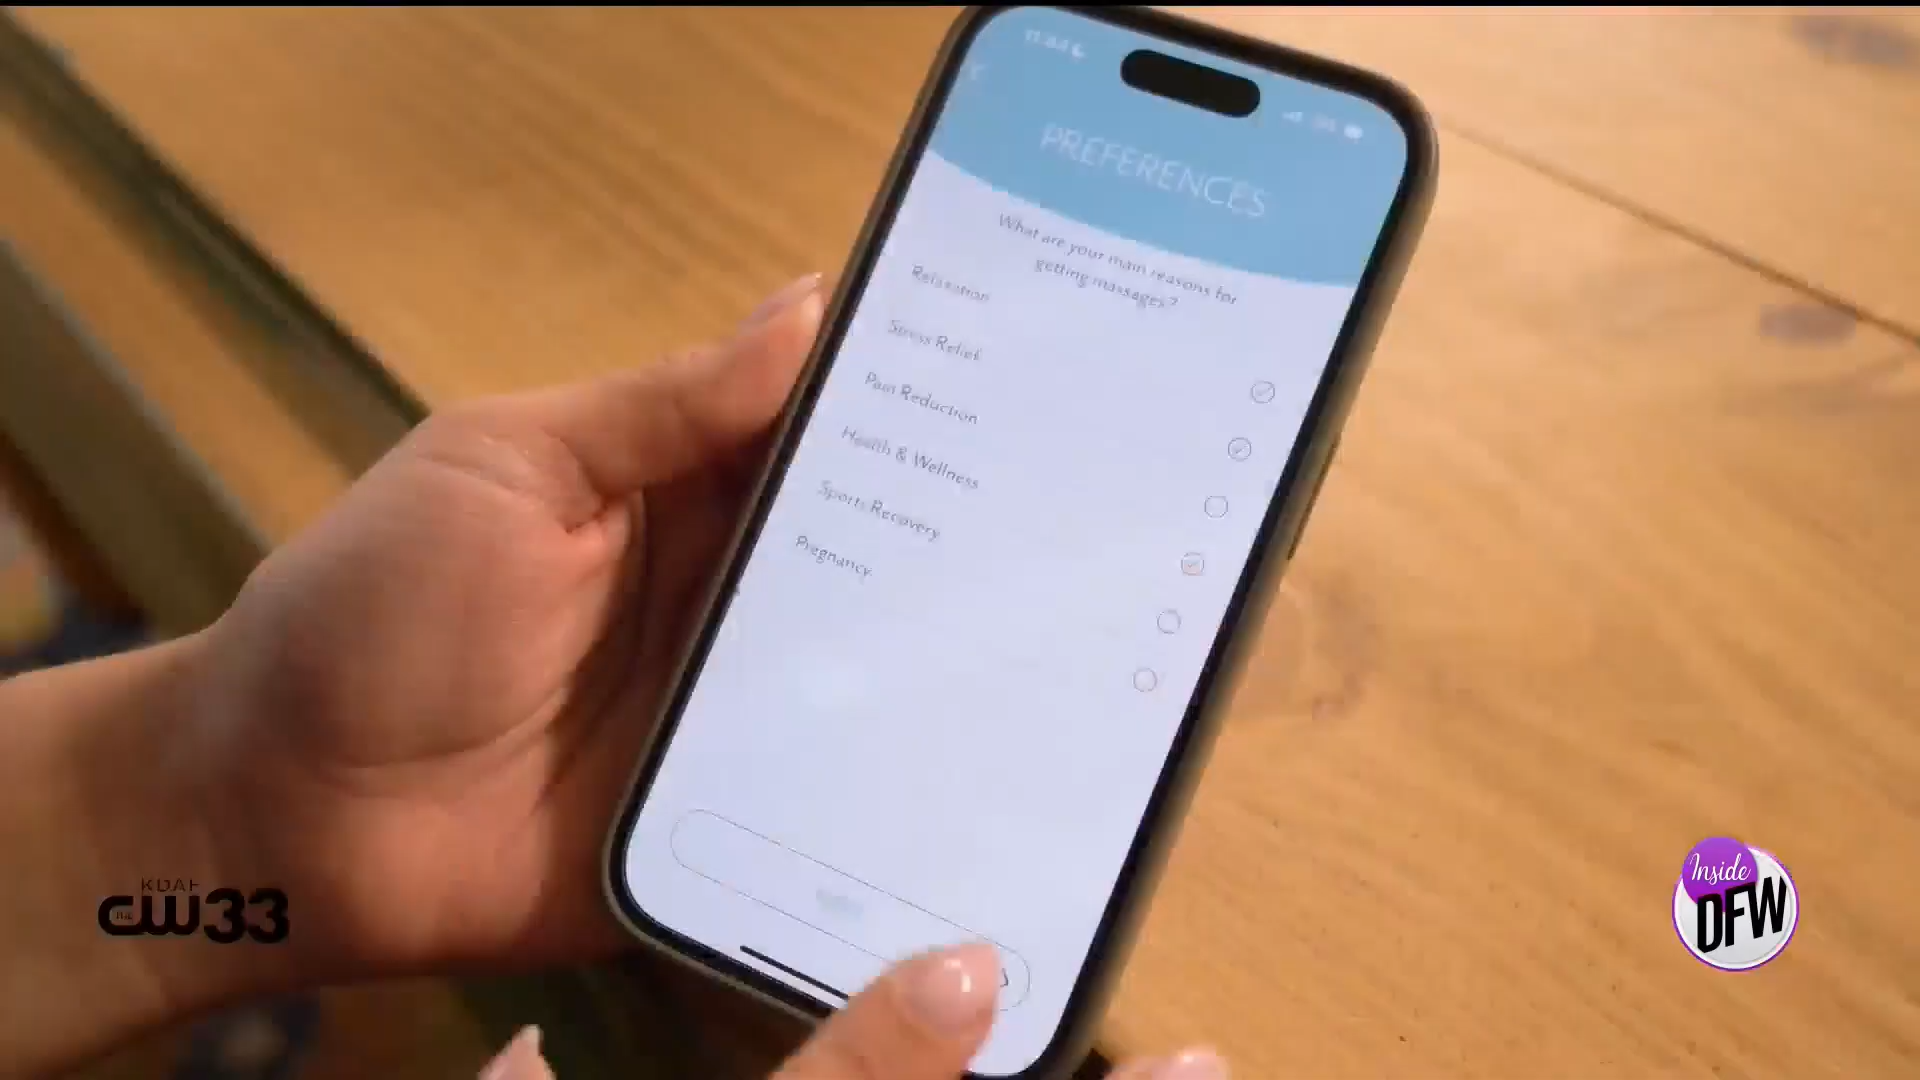 PREFERENCES
What are your main reasons for
getting massages?
Relaxation
Stress Relief
Pain Reduction
Health & Wellness
Sports Recovery
Pregnancy
KDAF
THE CW33
Inside
DFW